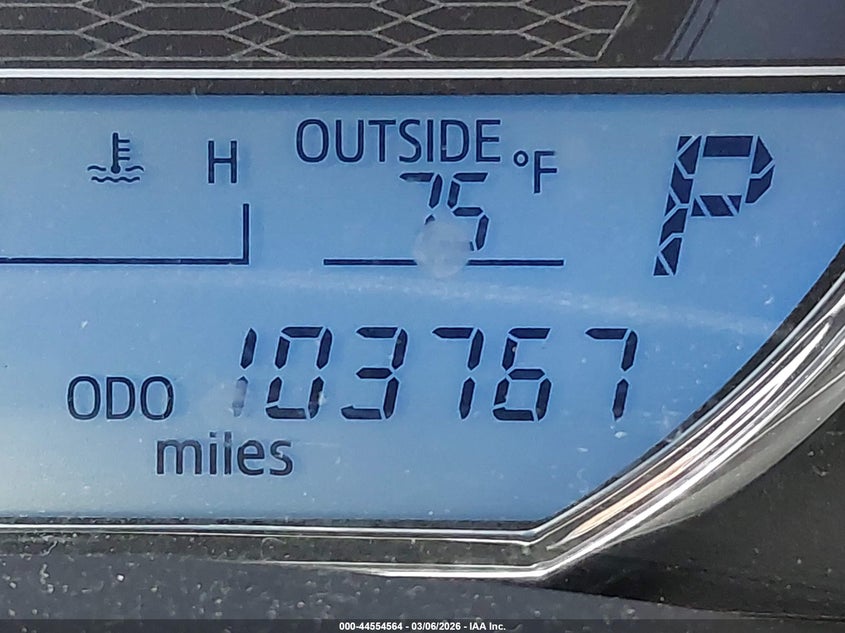 OUTSIDE °F
H
75
P
ODO 103767
miles
000-44554564 - 03/06/2026 - IAA Inc.